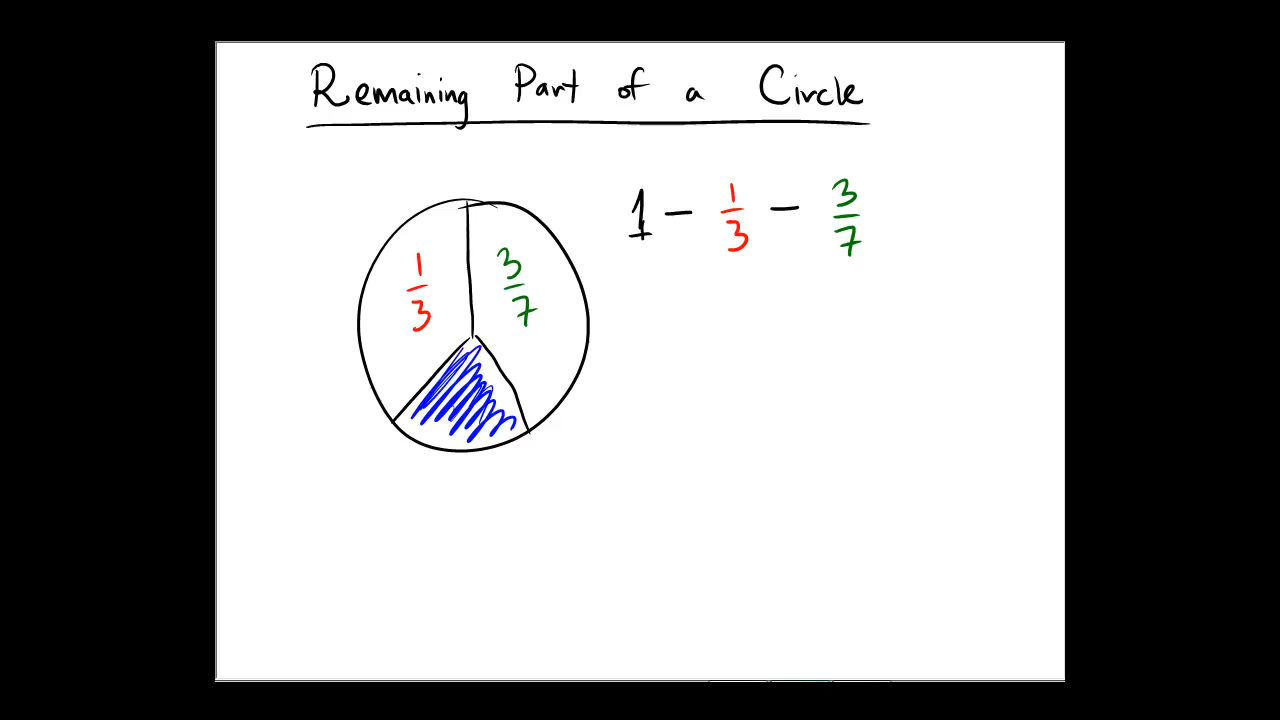 Remaining Part of a Circle
1 - 1/3 - 3/7
1/3 3/7